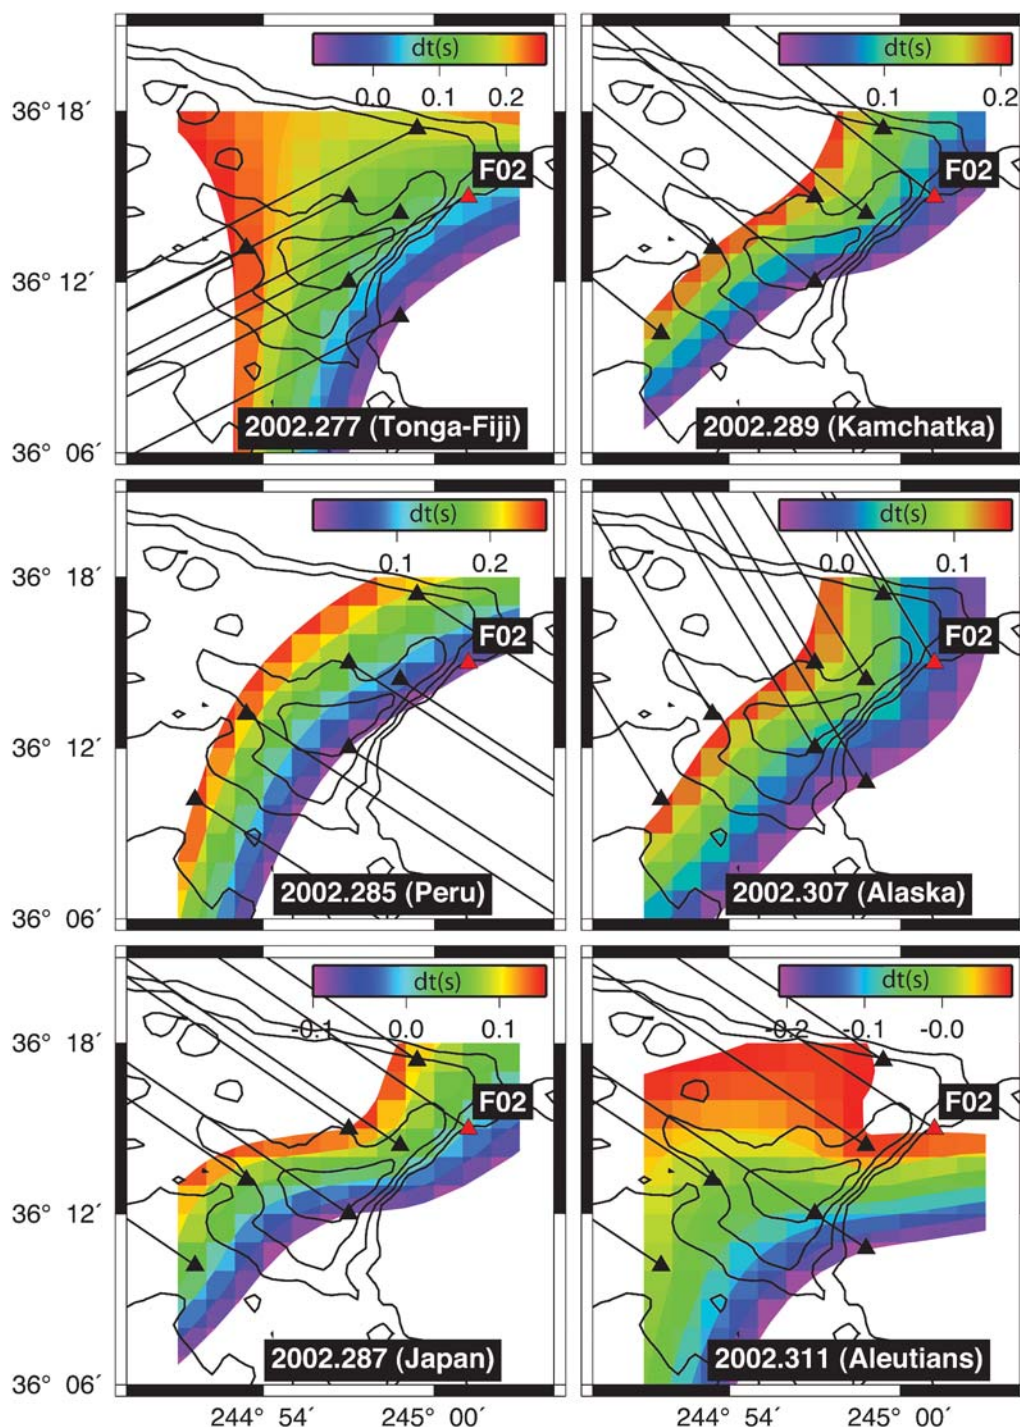 dt(s)
0.0 0.1 0.2
36° 18´
F02
36° 12´
2002.277 (Tonga-Fiji)
36° 06´
dt(s)
0.1 0.2
F02
2002.289 (Kamchatka)
dt(s)
0.1 0.2
36° 18´
F02
36° 12´
2002.285 (Peru)
36° 06´
dt(s)
0.0 0.1
F02
2002.307 (Alaska)
dt(s)
-0.1 0.0 0.1
36° 18´
F02
36° 12´
2002.287 (Japan)
36° 06´
244° 54´ 245° 00´
dt(s)
-0.2 -0.1 -0.0
F02
2002.311 (Aleutians)
244° 54´ 245° 00´